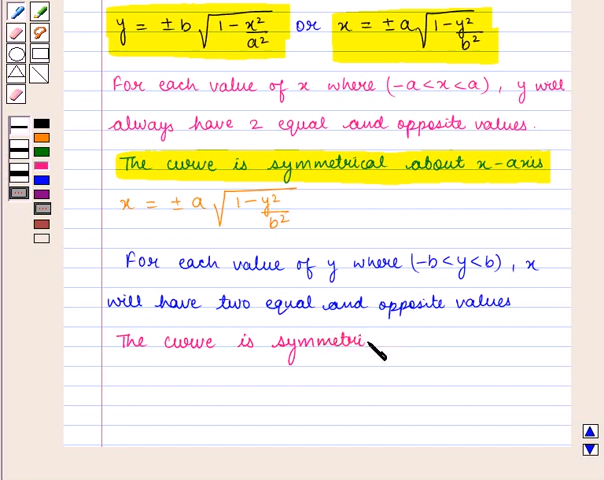 y = ± b √(1 - x²/a²) or x = ± a √(1 - y²/b²)
For each value of x where (-a < x < a), y will
always have 2 equal and opposite values.
The curve is symmetrical about x-axis
x = ± a √(1 - y²/b²)
For each value of y where (-b < y < b), x
will have two equal and opposite values
The curve is symmetri